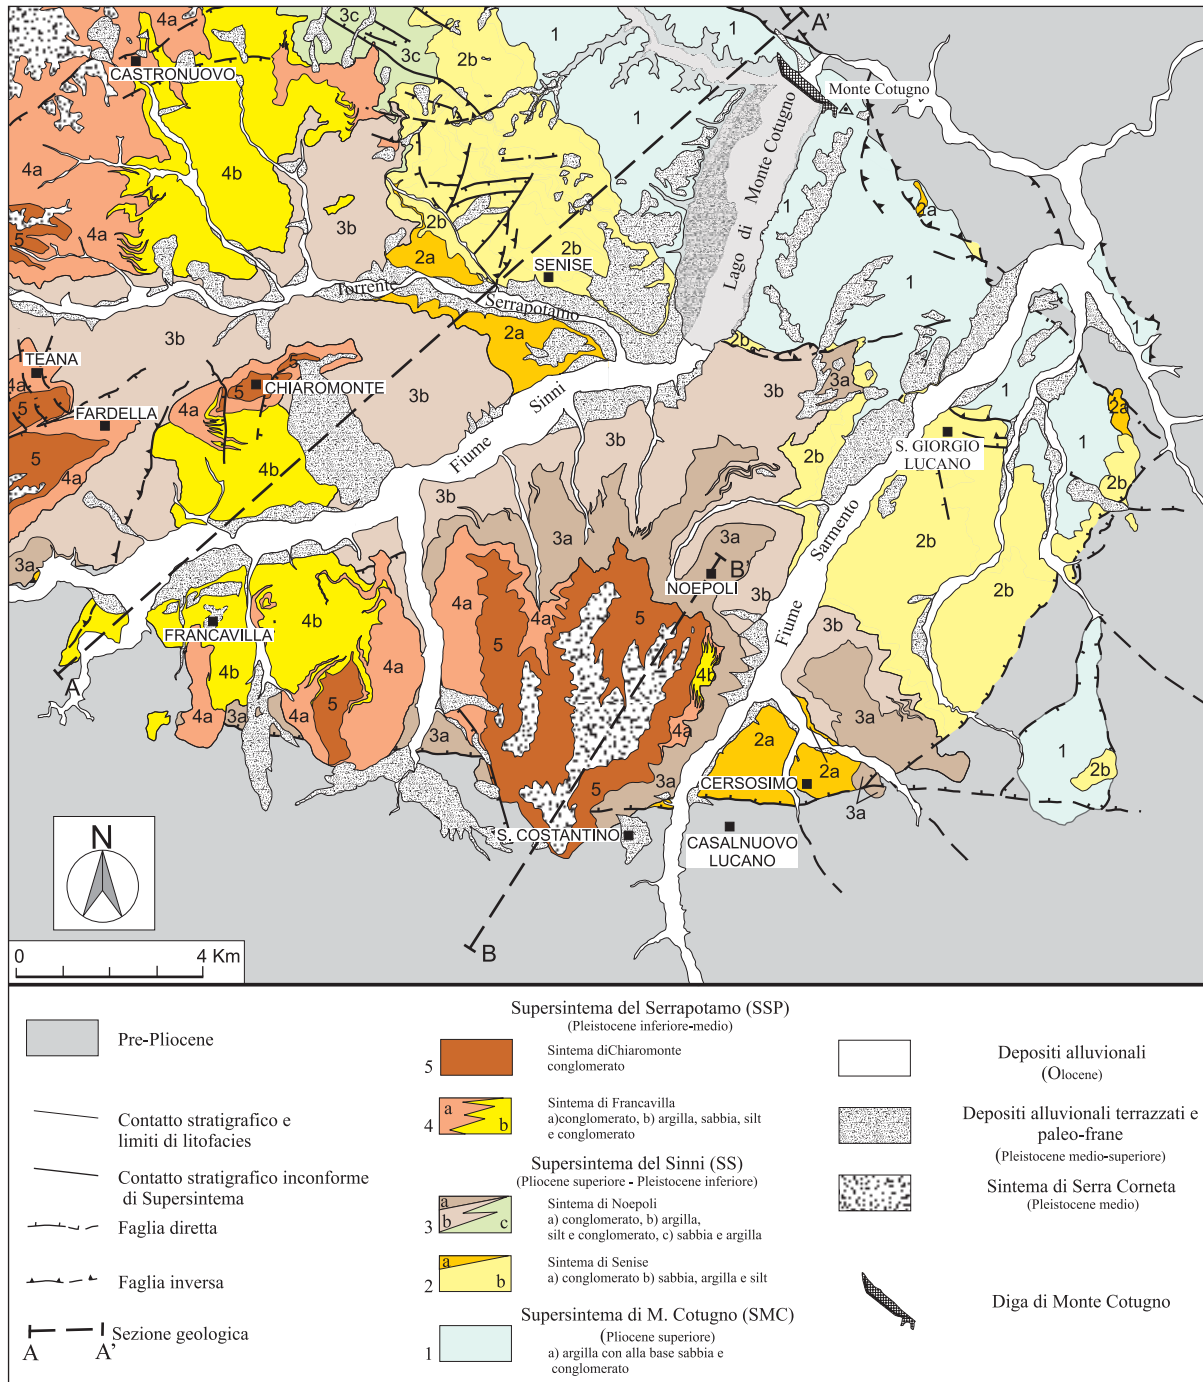 4a
3c
3c
1
A'
CASTRONUOVO
2b
1
Monte Cotugno
1
4a
4b
Lago di Monte Cotugno
4a
3b
2b
1
2a
5
2a
2b
SENISE
1
Torrente Serrapotamo
3b
2a
2b
1
TEANA
4a
5
5
CHIAROMONTE
3b
Fiume Sinni
3b
3a
1
5
FARDELLA
4a
2a
5
4a
4b
3b
2b
S. GIORGIO
LUCANO
1
2b
3b
3a
3a
3a
4a
5
NOEPOLI
B'
3b
Fiume Sarmento
2b
FRANCAVILLA
4b
4a
5
4a
5
4b
3b
A
4b
4a
3a
4a
5
3a
4a
3a
2a
3a
1
2b
5
CERSOSIMO
2a
3a
S. COSTANTINO
CASALNUOVO
LUCANO
N
B
0 4 Km
Pre-Pliocene
Contatto stratigrafico e
limiti di litofacies
Contatto stratigrafico inconforme
di Supersintema
Faglia diretta
Faglia inversa
Sezione geologica
A A'
Supersintema del Serrapotamo (SSP)
(Pleistocene inferiore-medio)
5
Sintema diChiaromonte
conglomerato
a
b
4
Sintema di Francavilla
a)conglomerato, b) argilla, sabbia, silt
e conglomerato
Supersintema del Sinni (SS)
(Pliocene superiore - Pleistocene inferiore)
a
b
c
3
Sintema di Noepoli
a) conglomerato, b) argilla,
silt e conglomerato, c) sabbia e argilla
a
b
2
Sintema di Senise
a) conglomerato b) sabbia, argilla e silt
Supersintema di M. Cotugno (SMC)
(Pliocene superiore)
1
a) argilla con alla base sabbia e
conglomerato
Depositi alluvionali
(Olocene)
Depositi alluvionali terrazzati e
paleo-frane
(Pleistocene medio-superiore)
Sintema di Serra Corneta
(Pleistocene medio)
Diga di Monte Cotugno